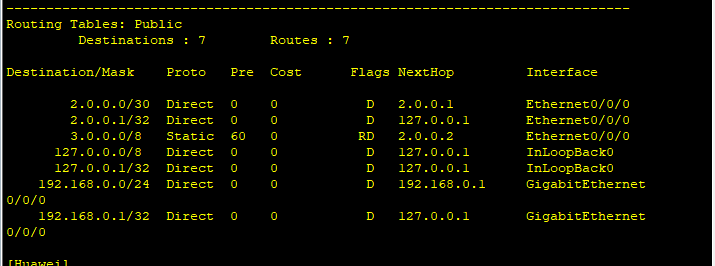 ------------------------------------------------------------------------------
Routing Tables: Public
         Destinations : 7        Routes : 7
Destination/Mask    Proto   Pre  Cost      Flags NextHop         Interface
        2.0.0.0/30  Direct  0    0           D   2.0.0.1         Ethernet0/0/0
        2.0.0.1/32  Direct  0    0           D   127.0.0.1       Ethernet0/0/0
        3.0.0.0/8   Static  60   0          RD   2.0.0.2         Ethernet0/0/0
      127.0.0.0/8   Direct  0    0           D   127.0.0.1       InLoopBack0
      127.0.0.1/32  Direct  0    0           D   127.0.0.1       InLoopBack0
    192.168.0.0/24  Direct  0    0           D   192.168.0.1     GigabitEthernet
0/0/0
    192.168.0.1/32  Direct  0    0           D   127.0.0.1       GigabitEthernet
0/0/0
[Huawei]